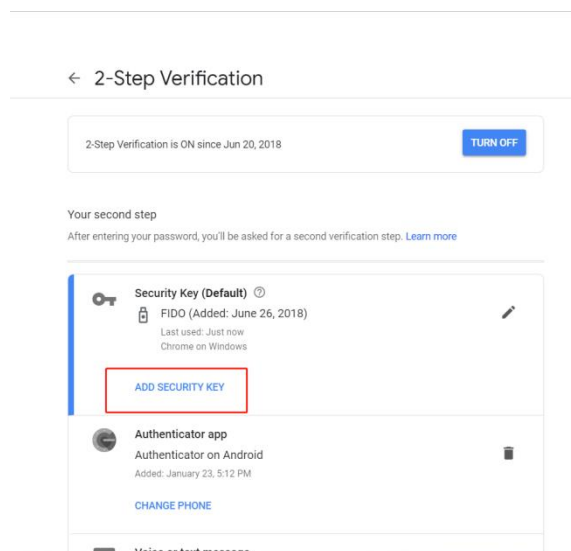 2-Step Verification
2-Step Verification is ON since Jun 20, 2018
TURN OFF
Your second step
After entering your password, you'll be asked for a second verification step. Learn more
Security Key (Default)
FIDO (Added: June 26, 2018)
Last used: Just now
Chrome on Windows
ADD SECURITY KEY
Authenticator app
Authenticator on Android
Added: January 23, 5:12 PM
CHANGE PHONE